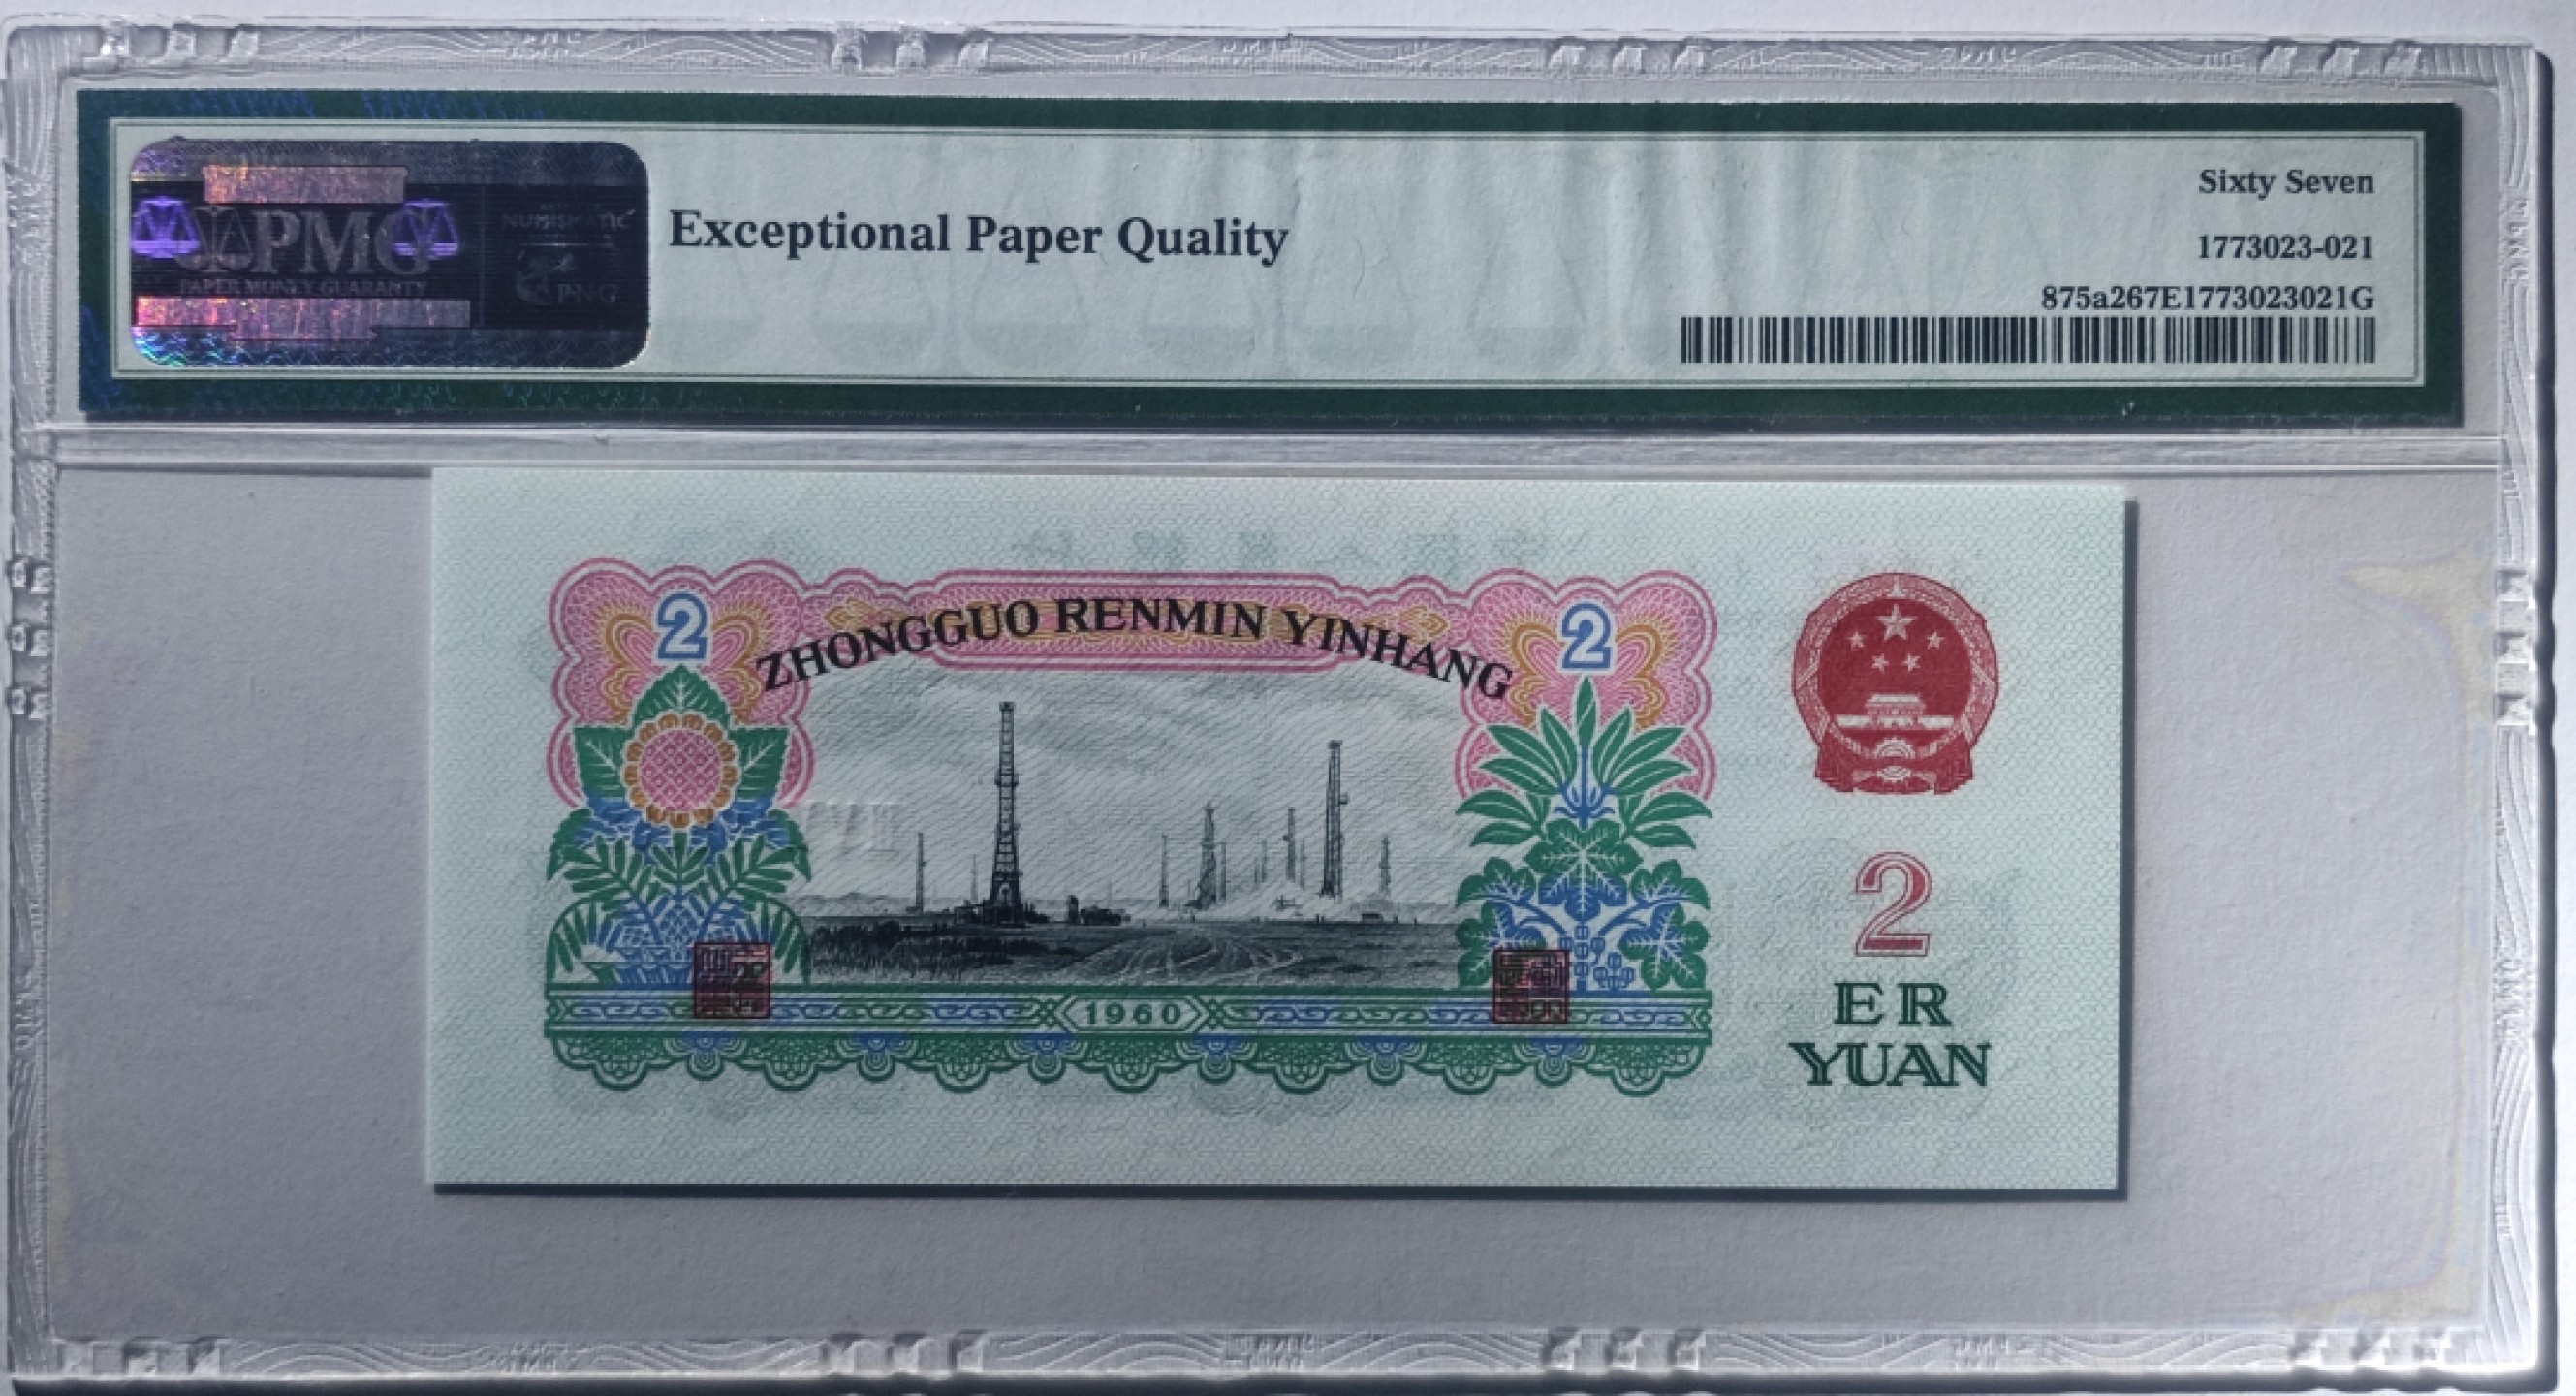 PMG
PAPER MONEY GUARANTY
NUMISMATIC
PNG
Exceptional Paper Quality
Sixty Seven
1773023-021
875a267E1773023021G
2
ZHONGGUO RENMIN YINHANG
2
1960
2
ER
YUAN